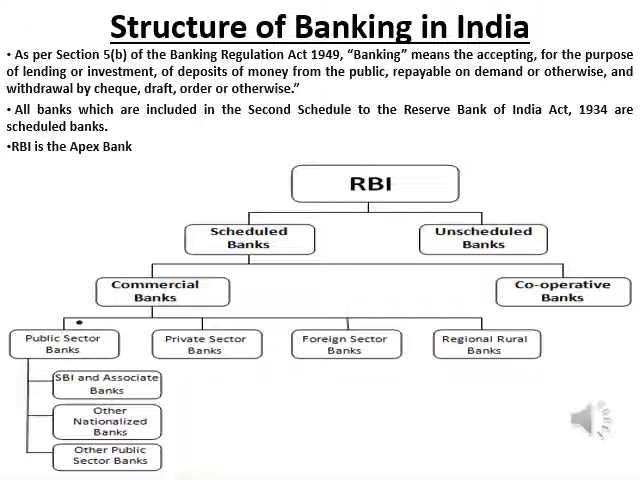 Structure of Banking in India
• As per Section 5(b) of the Banking Regulation Act 1949, “Banking” means the accepting, for the purpose
of lending or investment, of deposits of money from the public, repayable on demand or otherwise, and
withdrawal by cheque, draft, order or otherwise.”
• All banks which are included in the Second Schedule to the Reserve Bank of India Act, 1934 are
scheduled banks.
•RBI is the Apex Bank
RBI
Scheduled
Banks
Unscheduled
Banks
Commercial
Banks
Co-operative
Banks
Public Sector
Banks
Private Sector
Banks
Foreign Sector
Banks
Regional Rural
Banks
SBI and Associate
Banks
Other
Nationalized
Banks
Other Public
Sector Banks